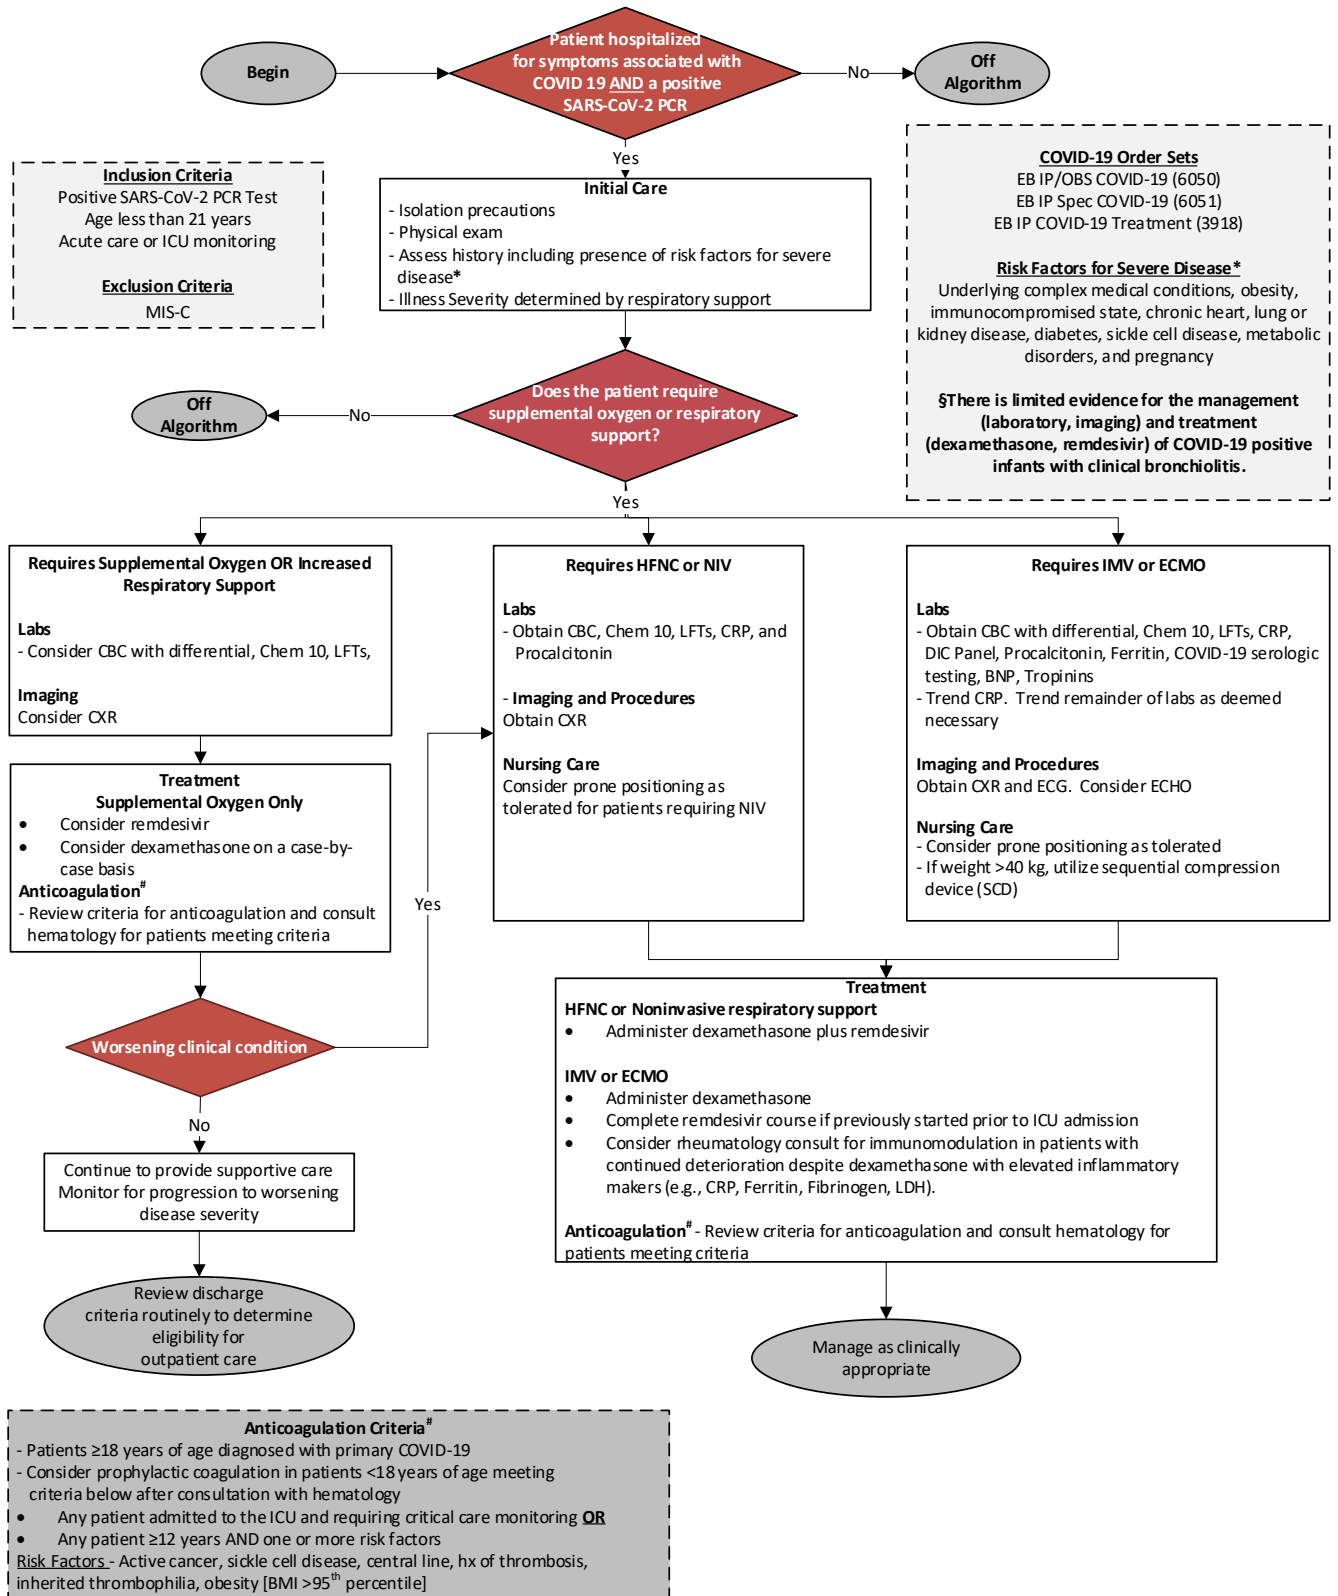 Begin
Patient hospitalized
for symptoms associated with
COVID 19 AND a positive
SARS-CoV-2 PCR
No
Off
Algorithm
Yes
Inclusion Criteria
Positive SARS-CoV-2 PCR Test
Age less than 21 years
Acute care or ICU monitoring
Exclusion Criteria
MIS-C
Initial Care
- Isolation precautions
- Physical exam
- Assess history including presence of risk factors for severe
disease*
- Illness Severity determined by respiratory support
COVID-19 Order Sets
EB IP/OBS COVID-19 (6050)
EB IP Spec COVID-19 (6051)
EB IP COVID-19 Treatment (3918)
Risk Factors for Severe Disease*
Underlying complex medical conditions, obesity,
immunocompromised state, chronic heart, lung or
kidney disease, diabetes, sickle cell disease, metabolic
disorders, and pregnancy
§There is limited evidence for the management
(laboratory, imaging) and treatment
(dexamethasone, remdesivir) of COVID-19 positive
infants with clinical bronchiolitis.
Does the patient require
supplemental oxygen or respiratory
support?
No
Off
Algorithm
Yes
Requires Supplemental Oxygen OR Increased
Respiratory Support
Labs
- Consider CBC with differential, Chem 10, LFTs,
Imaging
Consider CXR
Treatment
Supplemental Oxygen Only
• Consider remdesivir
• Consider dexamethasone on a case-by-
case basis
Anticoagulation#
- Review criteria for anticoagulation and consult
hematology for patients meeting criteria
Requires HFNC or NIV
Labs
- Obtain CBC, Chem 10, LFTs, CRP, and
Procalcitonin
- Imaging and Procedures
Obtain CXR
Nursing Care
Consider prone positioning as
tolerated for patients requiring NIV
Requires IMV or ECMO
Labs
- Obtain CBC with differential, Chem 10, LFTs, CRP,
DIC Panel, Procalcitonin, Ferritin, COVID-19 serologic
testing, BNP, Tropinins
- Trend CRP. Trend remainder of labs as deemed
necessary
Imaging and Procedures
Obtain CXR and ECG. Consider ECHO
Nursing Care
- Consider prone positioning as tolerated
- If weight >40 kg, utilize sequential compression
device (SCD)
Worsening clinical condition
Yes
No
Continue to provide supportive care
Monitor for progression to worsening
disease severity
Review discharge
criteria routinely to determine
eligibility for
outpatient care
Treatment
HFNC or Noninvasive respiratory support
• Administer dexamethasone plus remdesivir
IMV or ECMO
• Administer dexamethasone
• Complete remdesivir course if previously started prior to ICU admission
• Consider rheumatology consult for immunomodulation in patients with
continued deterioration despite dexamethasone with elevated inflammatory
makers (e.g., CRP, Ferritin, Fibrinogen, LDH).
Anticoagulation# - Review criteria for anticoagulation and consult hematology for
patients meeting criteria
Manage as clinically
appropriate
Anticoagulation Criteria#
- Patients ≥18 years of age diagnosed with primary COVID-19
- Consider prophylactic coagulation in patients <18 years of age meeting
criteria below after consultation with hematology
• Any patient admitted to the ICU and requiring critical care monitoring OR
• Any patient ≥12 years AND one or more risk factors
Risk Factors - Active cancer, sickle cell disease, central line, hx of thrombosis,
inherited thrombophilia, obesity [BMI >95th percentile]